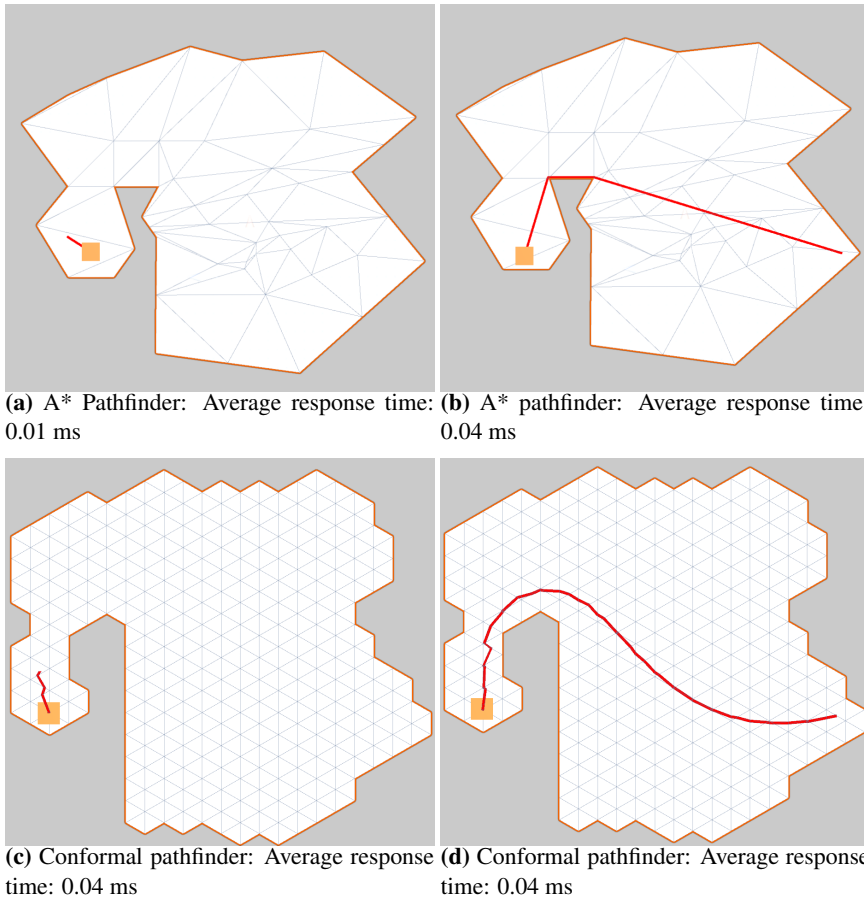 (a) A* Pathfinder: Average response time:
0.01 ms
(b) A* pathfinder: Average response time
0.04 ms
(c) Conformal pathfinder: Average response
time: 0.04 ms
(d) Conformal pathfinder: Average response
time: 0.04 ms